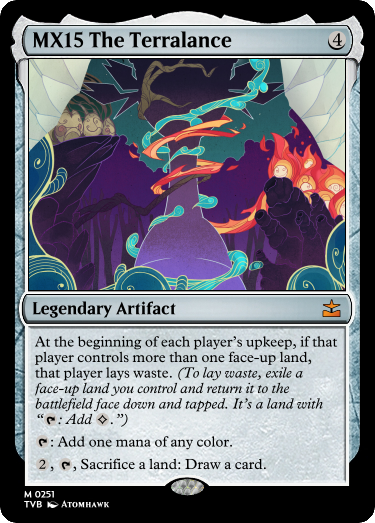 MX15 The Terralance 4
Legendary Artifact
At the beginning of each player's upkeep, if that
player controls more than one face-up land,
that player lays waste. (To lay waste, exile a
face-up land you control and return it to the
battlefield face down and tapped. It's a land with
“: Add .”)
: Add one mana of any color.
2, , Sacrifice a land: Draw a card.
M 0251
TVB Atomhawk